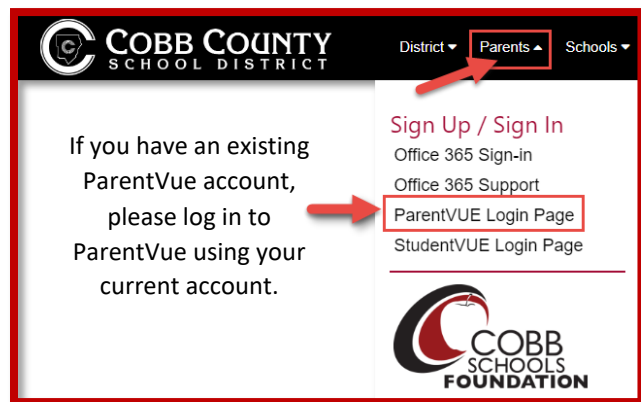 C
COBB COUNTY
SCHOOL DISTRICT
District Parents Schools
If you have an existing
ParentVue account,
please log in to
ParentVue using your
current account.
Sign Up / Sign In
Office 365 Sign-in
Office 365 Support
ParentVUE Login Page
StudentVUE Login Page
COBB
SCHOOLS
FOUNDATION